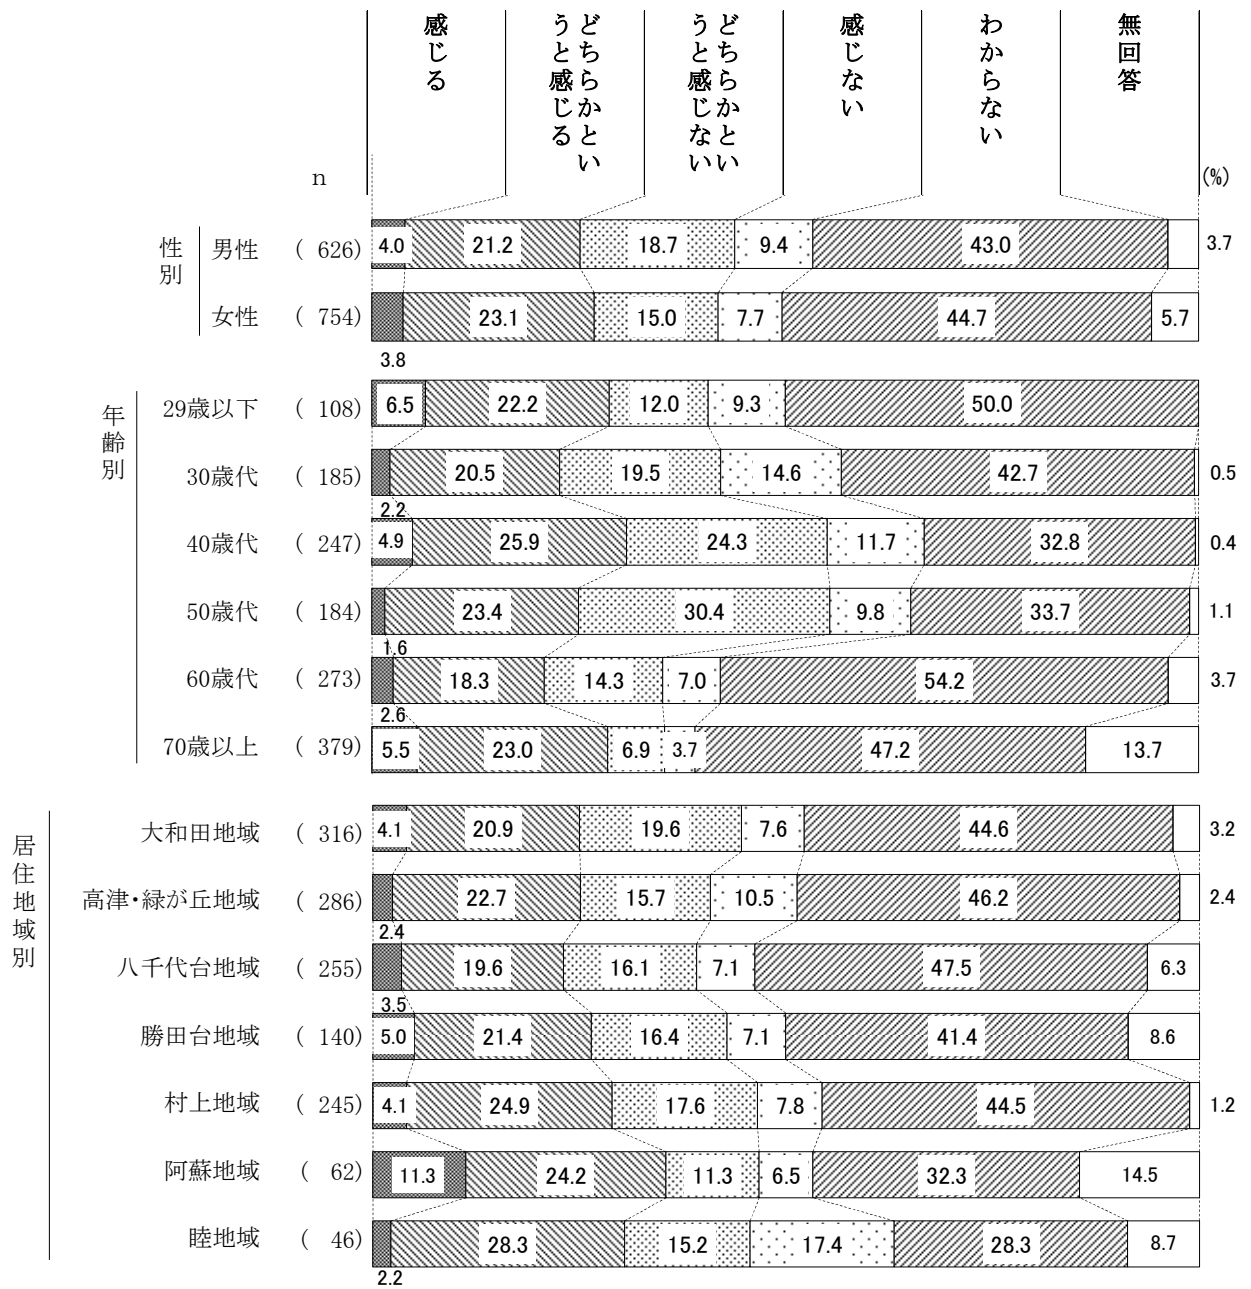 感じる
どちらかとい
うと感じる
どちらかとい
うと感じない
感じない
わからない
無回答
n
(%)
性別
男性 ( 626) 4.0 21.2 18.7 9.4 43.0 3.7
女性 ( 754) 23.1 15.0 7.7 44.7 5.7
3.8
年齢別
29歳以下 ( 108) 6.5 22.2 12.0 9.3 50.0
30歳代 ( 185) 20.5 19.5 14.6 42.7 0.5
2.2
40歳代 ( 247) 4.9 25.9 24.3 11.7 32.8 0.4
50歳代 ( 184) 23.4 30.4 9.8 33.7 1.1
1.6
60歳代 ( 273) 18.3 14.3 7.0 54.2 3.7
2.6
70歳以上 ( 379) 5.5 23.0 6.9 3.7 47.2 13.7
居住地域別
大和田地域 ( 316) 4.1 20.9 19.6 7.6 44.6 3.2
高津・緑が丘地域 ( 286) 22.7 15.7 10.5 46.2 2.4
2.4
八千代台地域 ( 255) 19.6 16.1 7.1 47.5 6.3
3.5
勝田台地域 ( 140) 5.0 21.4 16.4 7.1 41.4 8.6
村上地域 ( 245) 4.1 24.9 17.6 7.8 44.5 1.2
阿蘇地域 ( 62) 11.3 24.2 11.3 6.5 32.3 14.5
睦地域 ( 46) 28.3 15.2 17.4 28.3 8.7
2.2